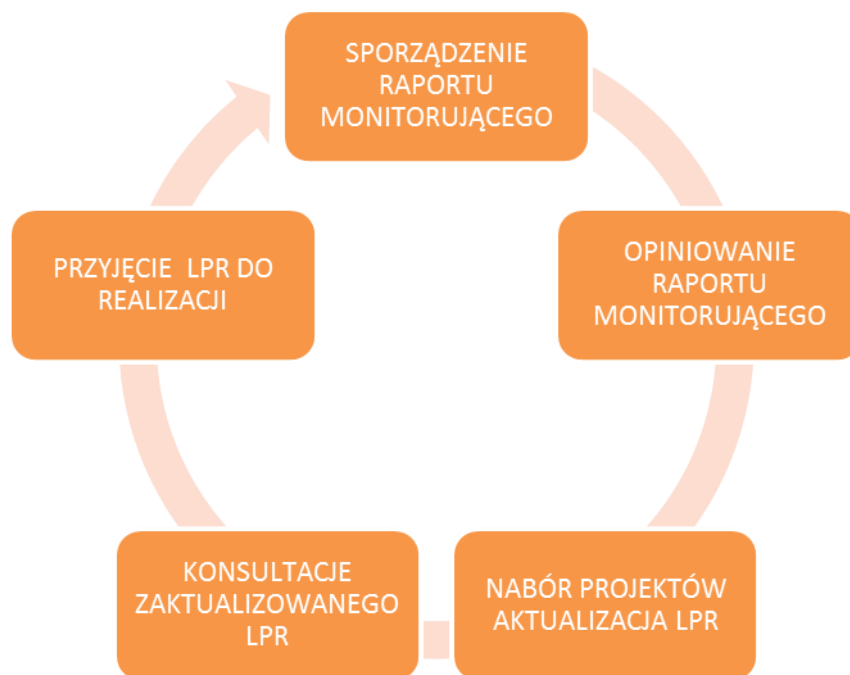 SPORZĄDZENIE
RAPORTU
MONITORUJĄCEGO
OPINIOWANIE
RAPORTU
MONITORUJĄCEGO
NABÓR PROJEKTÓW
AKTUALIZACJA LPR
KONSULTACJE
ZAKTUALIZOWANEGO
LPR
PRZYJĘCIE LPR DO
REALIZACJI